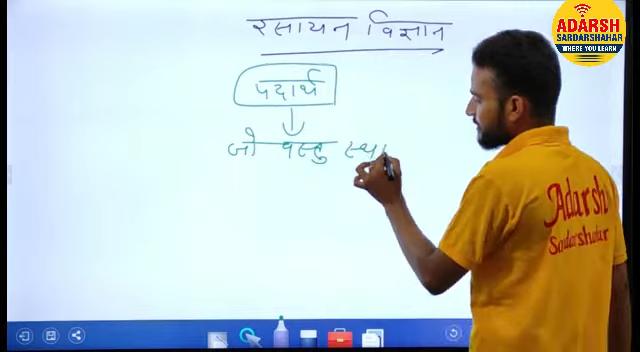 रसायन विज्ञान
ADARSH
SARDARSHAHAR
WHERE YOU LEARN
पदार्थ
जो वस्तु स्था
Adarsh
Sardarshahar